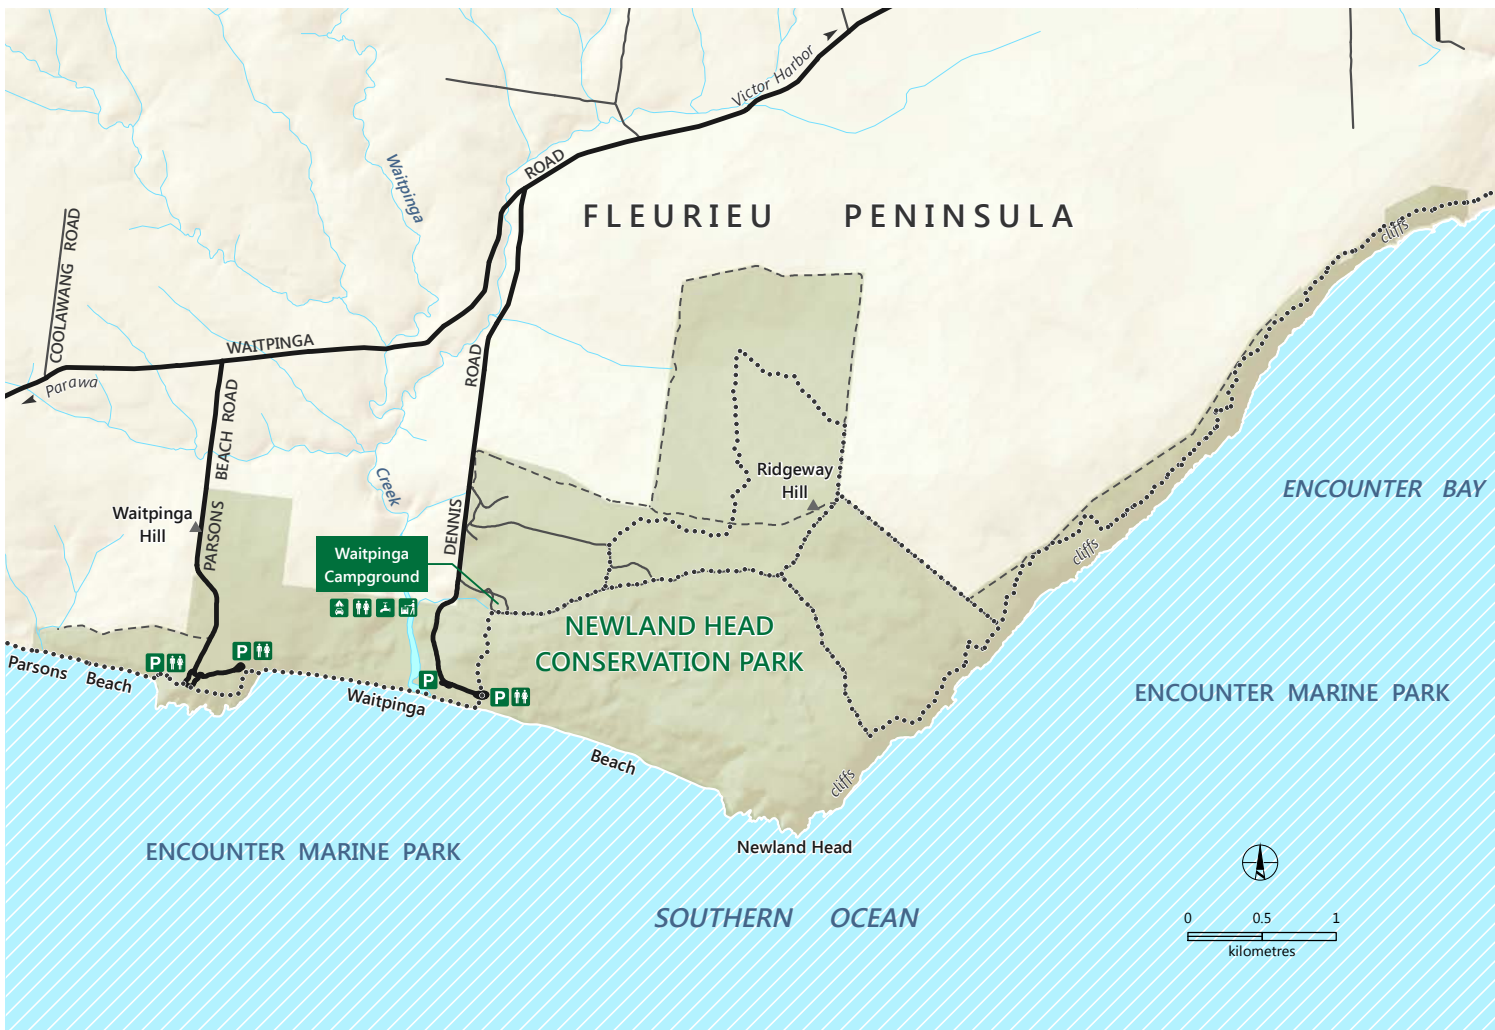 Victor Harbor
ROAD
Waitpinga
FLEURIEU PENINSULA
cliffs
COOLAWANG ROAD
WAITPINGA
Parawa
ROAD
BEACH ROAD
Ridgeway
Hill
Creek
ENCOUNTER BAY
Waitpinga
Hill
PARSONS
DENNIS
cliffs
Waitpinga
Campground
NEWLAND HEAD
CONSERVATION PARK
P
P
Parsons Beach
P
P
Waitpinga
ENCOUNTER MARINE PARK
Beach
cliffs
Newland Head
ENCOUNTER MARINE PARK
SOUTHERN OCEAN
0 0.5 1
kilometres